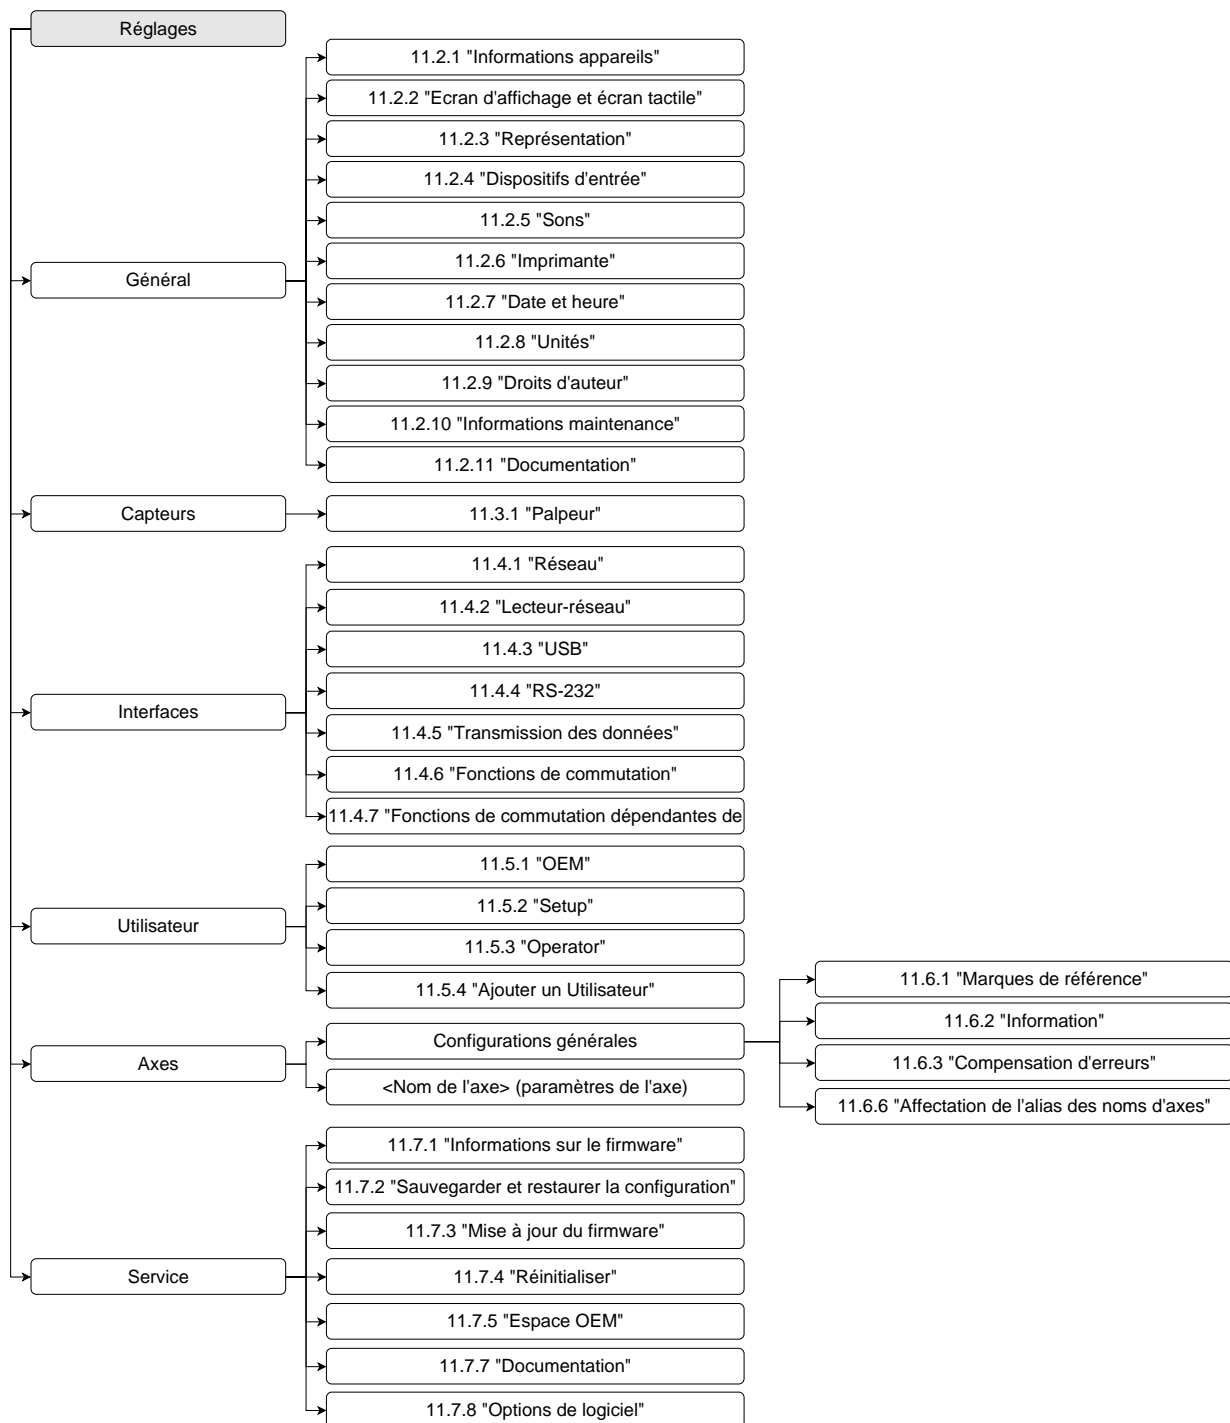 Réglages
Général
11.2.1 "Informations appareils"
11.2.2 "Ecran d'affichage et écran tactile"
11.2.3 "Représentation"
11.2.4 "Dispositifs d'entrée"
11.2.5 "Sons"
11.2.6 "Imprimante"
11.2.7 "Date et heure"
11.2.8 "Unités"
11.2.9 "Droits d'auteur"
11.2.10 "Informations maintenance"
11.2.11 "Documentation"
Capteurs
11.3.1 "Palpeur"
Interfaces
11.4.1 "Réseau"
11.4.2 "Lecteur-réseau"
11.4.3 "USB"
11.4.4 "RS-232"
11.4.5 "Transmission des données"
11.4.6 "Fonctions de commutation"
11.4.7 "Fonctions de commutation dépendantes de
Utilisateur
11.5.1 "OEM"
11.5.2 "Setup"
11.5.3 "Operator"
11.5.4 "Ajouter un Utilisateur"
Axes
Configurations générales
11.6.1 "Marques de référence"
11.6.2 "Information"
11.6.3 "Compensation d'erreurs"
11.6.6 "Affectation de l'alias des noms d'axes"
<Nom de l'axe> (paramètres de l'axe)
Service
11.7.1 "Informations sur le firmware"
11.7.2 "Sauvegarder et restaurer la configuration"
11.7.3 "Mise à jour du firmware"
11.7.4 "Réinitialiser"
11.7.5 "Espace OEM"
11.7.7 "Documentation"
11.7.8 "Options de logiciel"